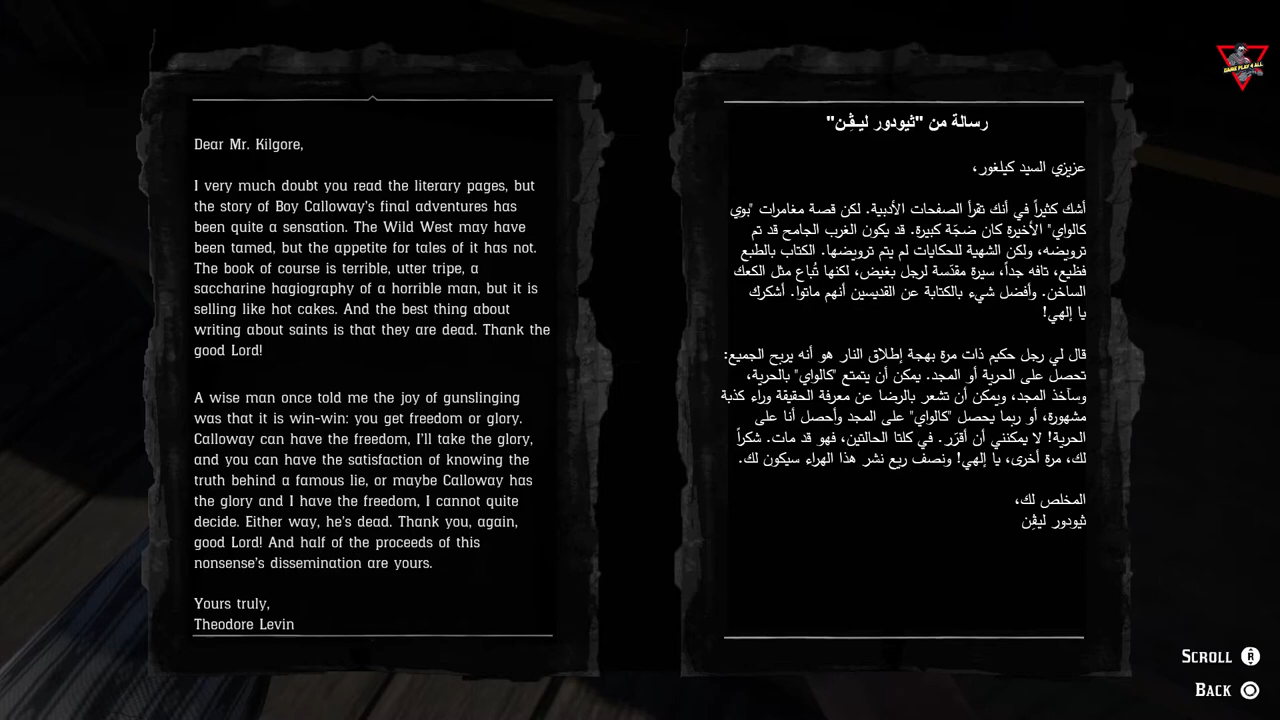 Dear Mr. Kilgore,
I very much doubt you read the literary pages, but
the story of Boy Calloway's final adventures has
been quite a sensation. The Wild West may have
been tamed, but the appetite for tales of it has not.
The book of course is terrible, utter tripe, a
saccharine hagiography of a horrible man, but it is
selling like hot cakes. And the best thing about
writing about saints is that they are dead. Thank the
good Lord!
A wise man once told me the joy of gunslinging
was that it is win-win: you get freedom or glory.
Calloway can have the freedom, I'll take the glory,
and you can have the satisfaction of knowing the
truth behind a famous lie, or maybe Calloway has
the glory and I have the freedom, I cannot quite
decide. Either way, he's dead. Thank you, again,
good Lord! And half of the proceeds of this
nonsense's dissemination are yours.
Yours truly,
Theodore Levin
رسالة من "ثيودور ليـڤِـن"
عزيزي السيد كيلغور،
أشك كثيراً في أنك تقرأ الصفحات الأدبية. لكن قصة مغامرات "بوي
كالواي" الأخيرة كان ضجّة كبيرة. قد يكون الغرب الجامح قد تم
ترويضه، ولكن الشهية للحكايات لم يتم ترويضها. الكتاب بالطبع
فظيع، تافه جداً، سيرة مقدّسة لرجل بغيض، لكنها تُباع مثل الكعك
الساخن. وأفضل شيء بالكتابة عن القديسين أنهم ماتوا. أشكرك
يا إلهي!
قال لي رجل حكيم ذات مرة بهجة إطلاق النار هو أنه يربح الجميع:
تحصل على الحرية أو المجد. يمكن أن يتمتع "كالواي" بالحرية،
وسآخذ المجد، ويمكن أن تشعر بالرضا عن معرفة الحقيقة وراء كذبة
مشهورة، أو ربما يحصل "كالواي" على المجد وأحصل أنا على
الحرية! لا يمكنني أن أقرّر. في كلتا الحالتين، فهو قد مات. شكراً
لك، مرة أخرى، يا إلهي! ونصف ريع نشر هذا الهراء سيكون لك.
المخلص لك،
ثيودور ليڤِن
GAME PLAY 4 ALL
SCROLL R
BACK